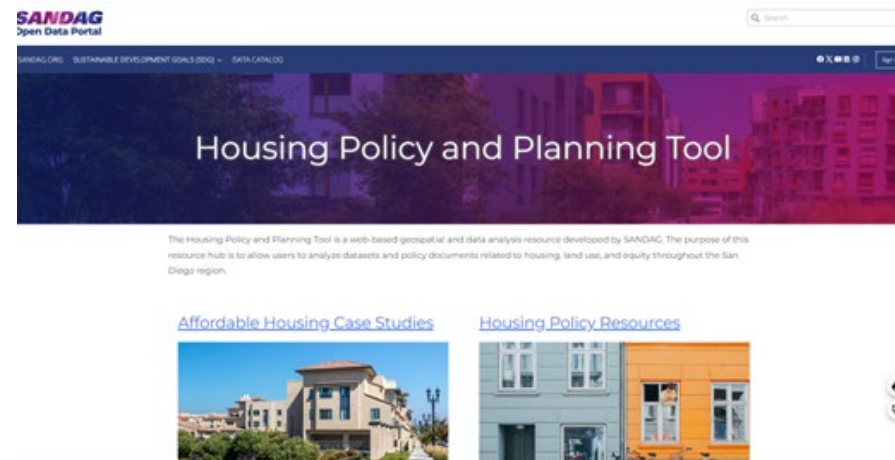 SANDAG
Open Data Portal
Search
SANDAG.ORG SUSTAINABLE DEVELOPMENT GOALS (SDG) DATA CATALOG
Sign
Housing Policy and Planning Tool
The Housing Policy and Planning Tool is a web-based geospatial and data analysis resource developed by SANDAG. The purpose of this
resource hub is to allow users to analyze datasets and policy documents related to housing, land use, and equity throughout the San
Diego region.
Affordable Housing Case Studies
Housing Policy Resources